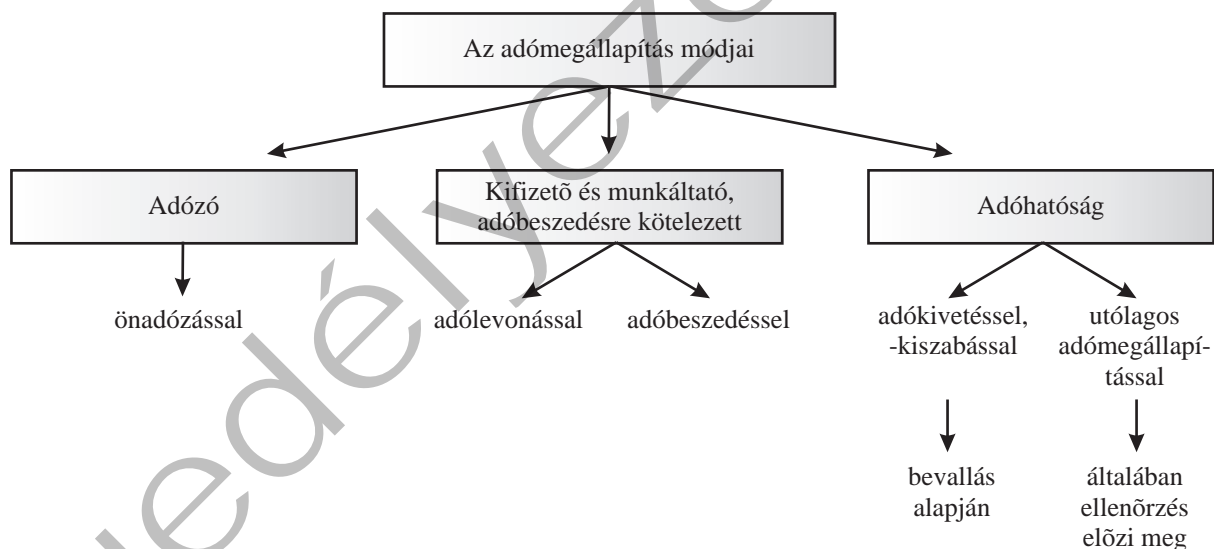 Az adómegállapítás módjai
Adózó
Kifizetõ és munkáltató,
adóbeszedésre kötelezett
Adóhatóság
önadózással
adólevonással
adóbeszedéssel
adókivetéssel,
-kiszabással
utólagos
adómegállapí-
tással
bevallás
alapján
általában
ellenõrzés
elõzi meg